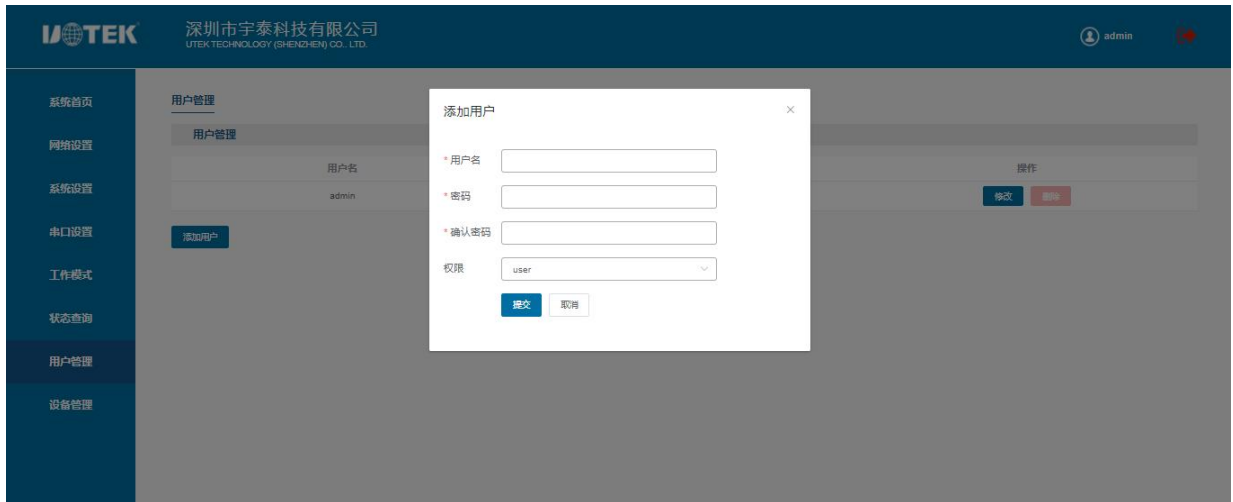 UOTEK
深圳市宇泰科技有限公司
UTEK TECHNOLOGY (SHENZHEN) CO., LTD.
admin
系统首页
网络设置
系统设置
串口设置
工作模式
状态查询
用户管理
设备管理
用户管理
用户管理
用户名
操作
admin
修改
删除
添加用户
添加用户
* 用户名
* 密码
* 确认密码
权限
user
提交
取消